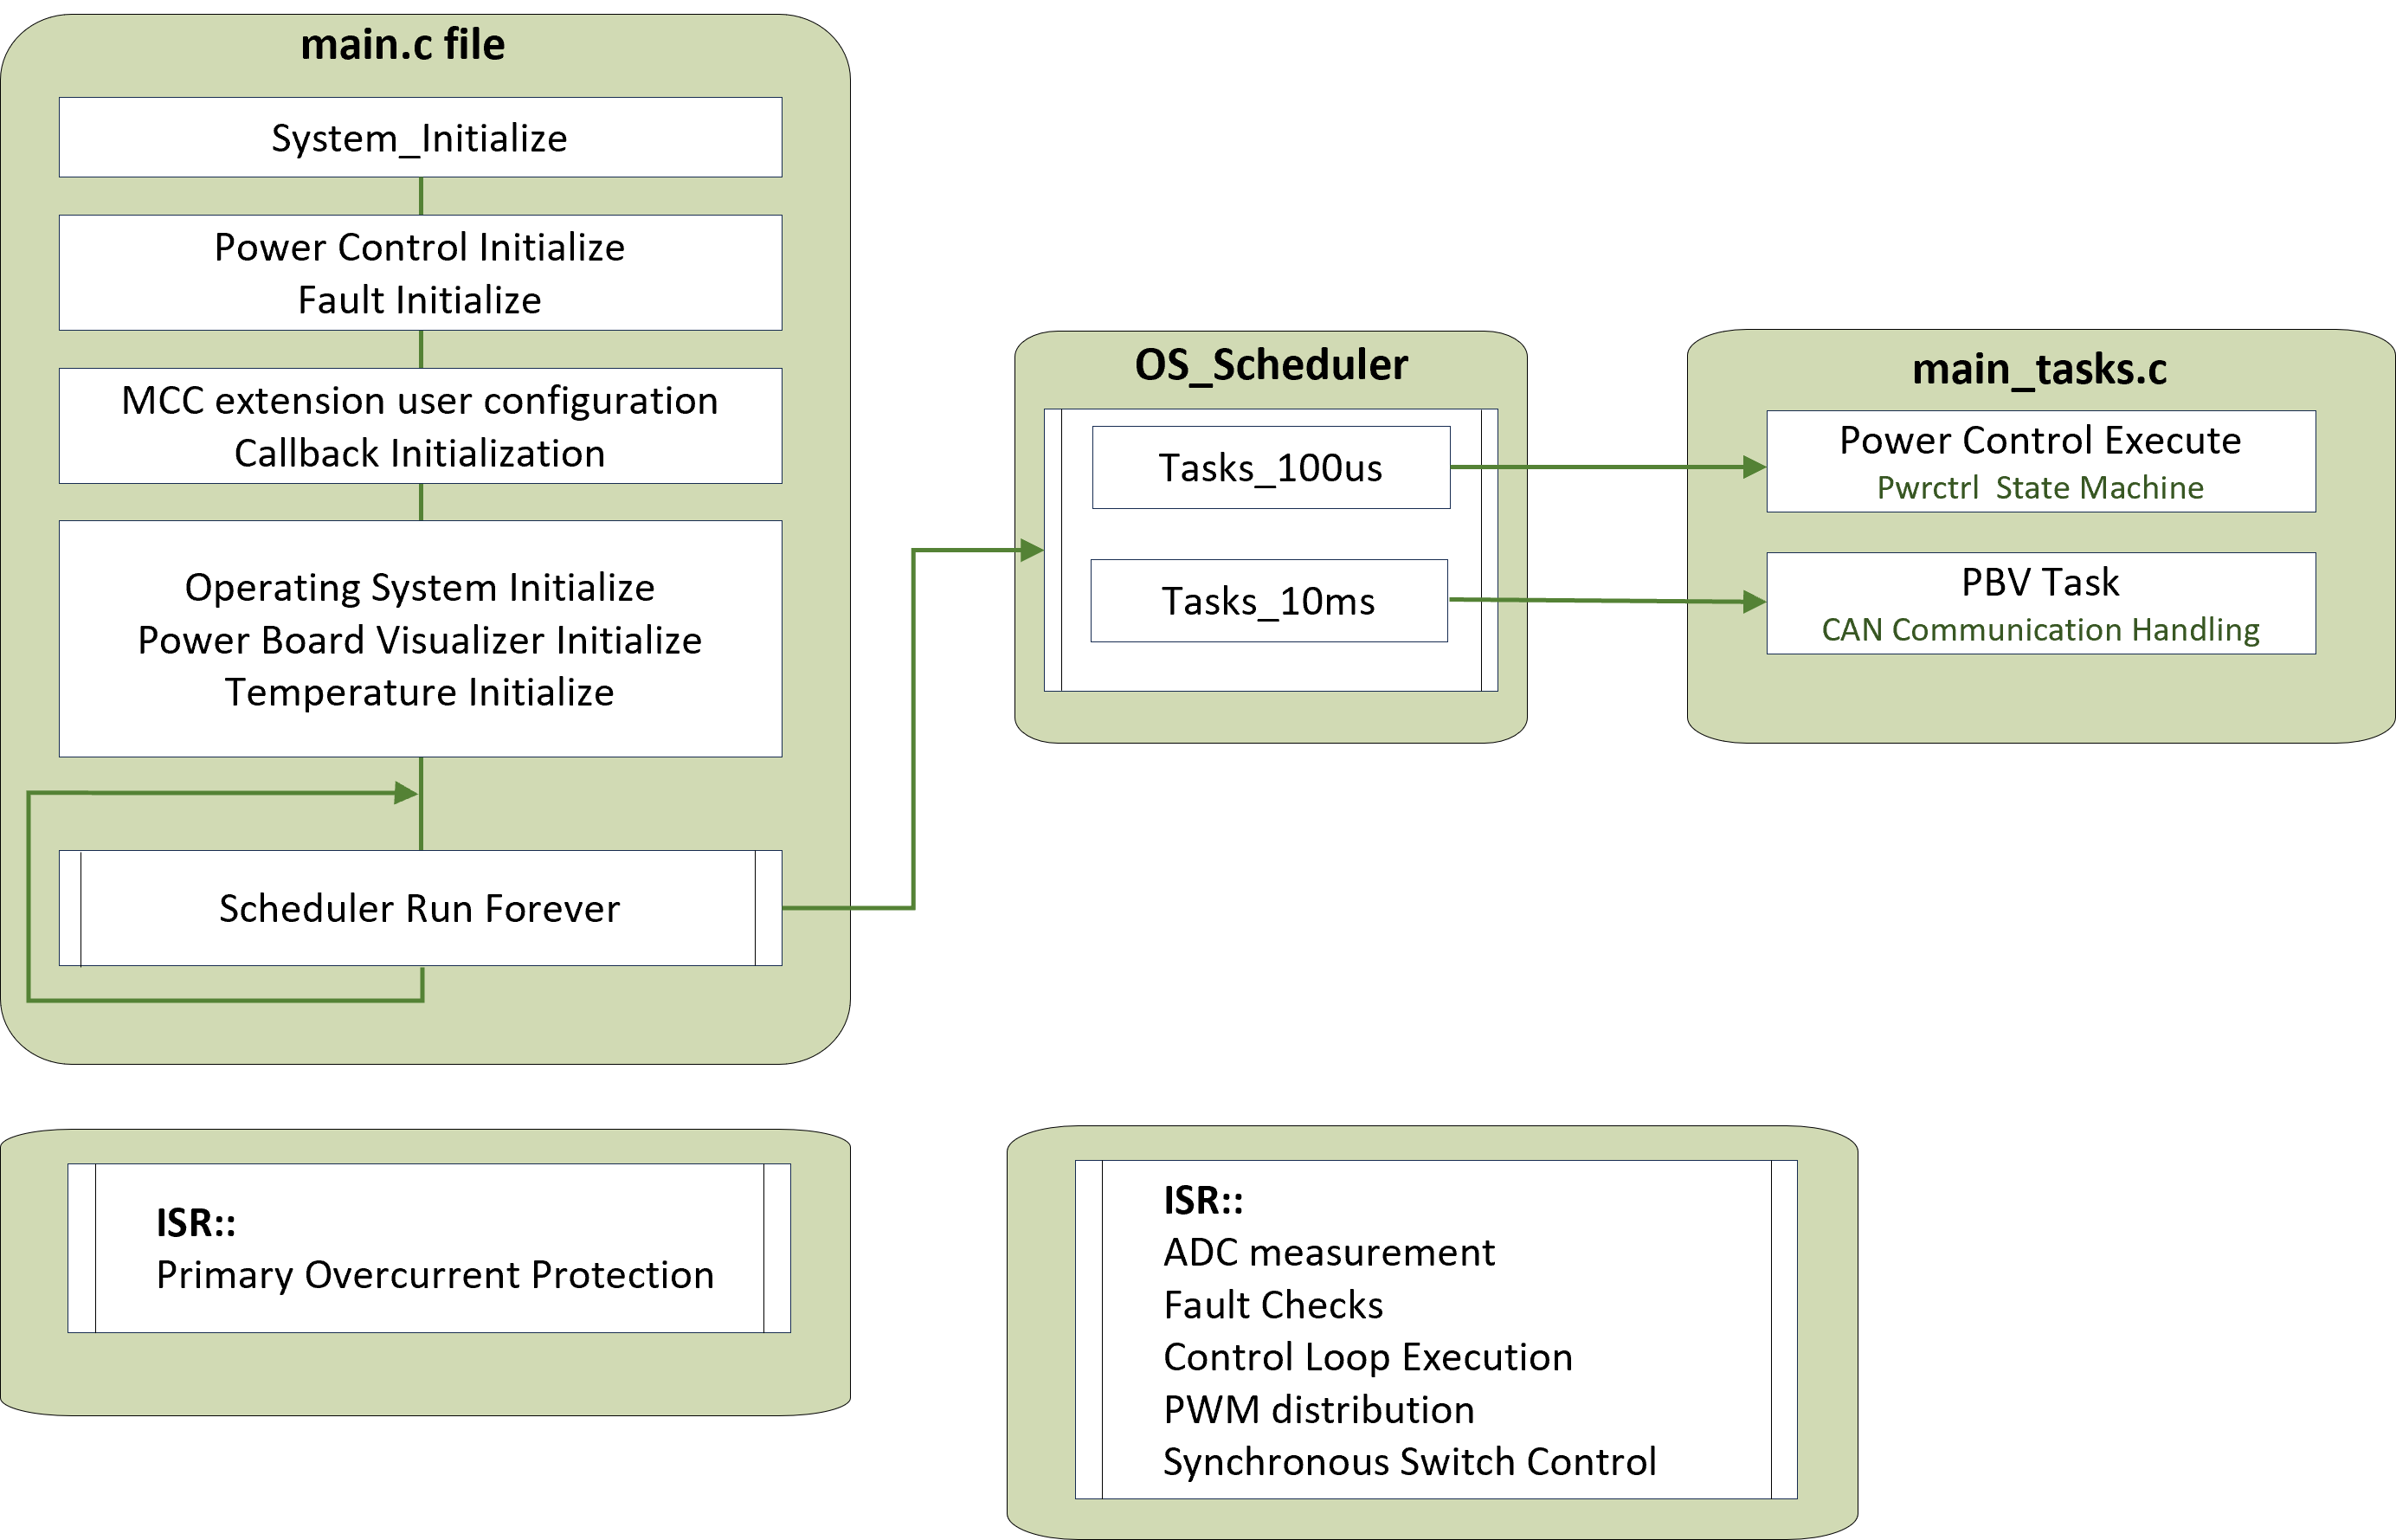 main.c file
System_Initialize
Power Control Initialize
Fault Initialize
MCC extension user configuration
Callback Initialization
Operating System Initialize
Power Board Visualizer Initialize
Temperature Initialize
Scheduler Run Forever
OS_Scheduler
Tasks_100us
Tasks_10ms
main_tasks.c
Power Control Execute
Pwrctrl  State Machine
PBV Task
CAN Communication Handling
ISR::
Primary Overcurrent Protection
ISR::
ADC measurement
Fault Checks
Control Loop Execution
PWM distribution
Synchronous Switch Control